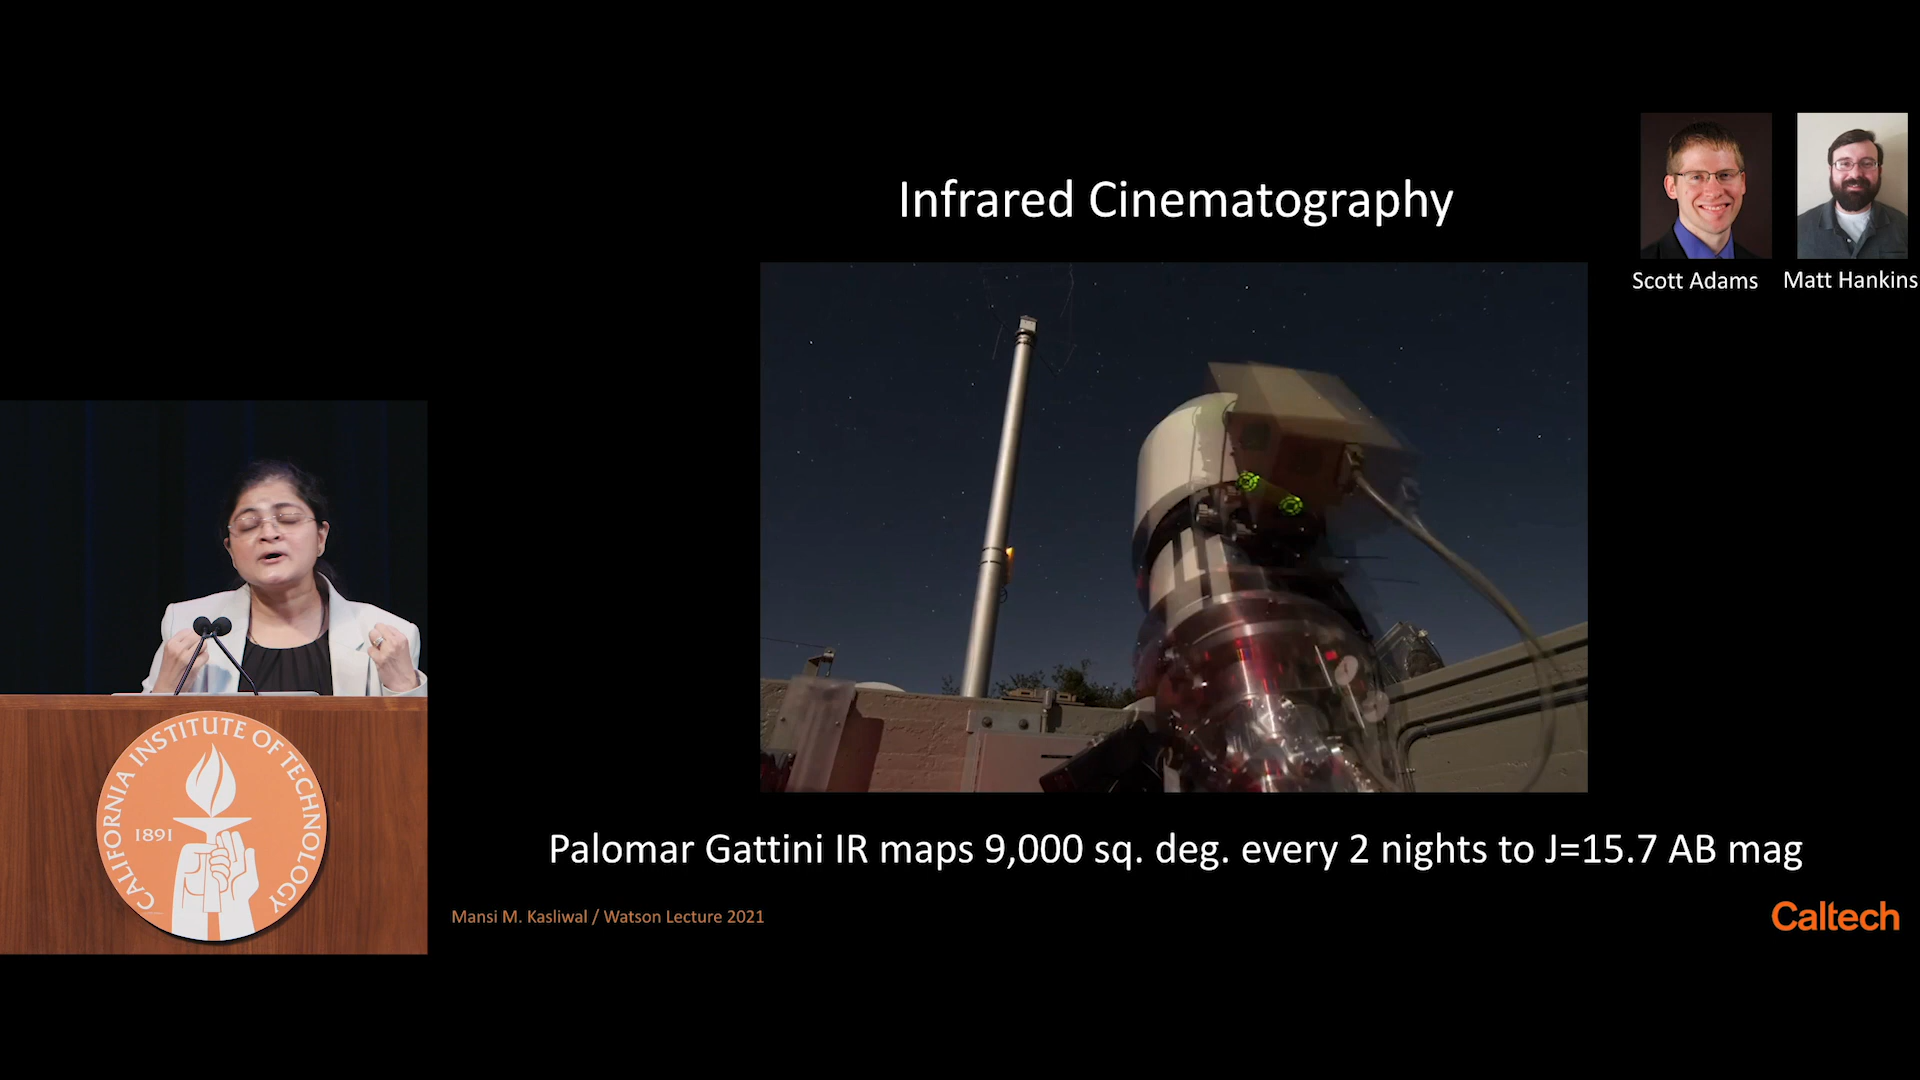 Infrared Cinematography
Scott Adams
Matt Hankins
Palomar Gattini IR maps 9,000 sq. deg. every 2 nights to J=15.7 AB mag
CALIFORNIA INSTITUTE OF TECHNOLOGY
1891
Mansi M. Kasliwal / Watson Lecture 2021
Caltech